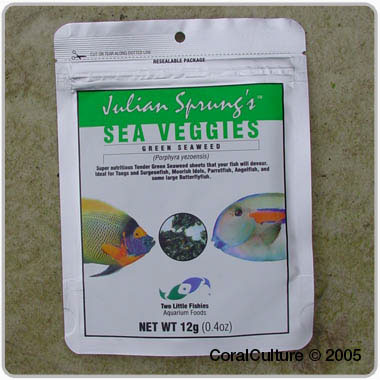 CUT OR TEAR ALONG DOTTED LINE
RESEALABLE PACKAGE
Julian Sprung's™
SEA VEGGIES
GREEN SEAWEED
(Porphyra yezoensis)
Super nutritious Tender Green Seaweed sheets that your fish will devour.
Ideal for Tangs and Surgeonfish, Moorish Idols, Parrotfish, Angelfish, and
some large Butterflyfish.
Two Little Fishies
Aquarium Foods
NET WT 12g (0.4oz)
CoralCulture © 2005